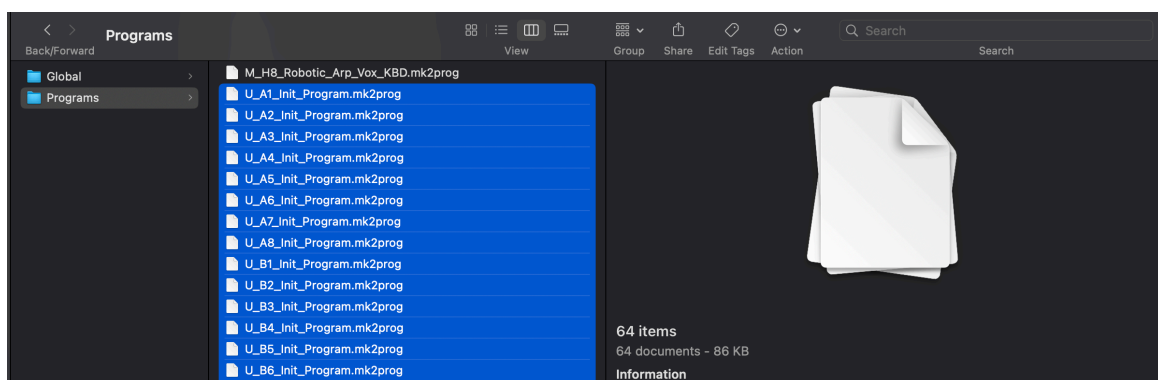 Programs
Back/Forward
View
Group
Share
Edit Tags
Action
Search
Search
Global
Programs
M_H8_Robotic_Arp_Vox_KBD.mk2prog
U_A1_Init_Program.mk2prog
U_A2_Init_Program.mk2prog
U_A3_Init_Program.mk2prog
U_A4_Init_Program.mk2prog
U_A5_Init_Program.mk2prog
U_A6_Init_Program.mk2prog
U_A7_Init_Program.mk2prog
U_A8_Init_Program.mk2prog
U_B1_Init_Program.mk2prog
U_B2_Init_Program.mk2prog
U_B3_Init_Program.mk2prog
U_B4_Init_Program.mk2prog
U_B5_Init_Program.mk2prog
U_B6_Init_Program.mk2prog
64 items
64 documents - 86 KB
Information